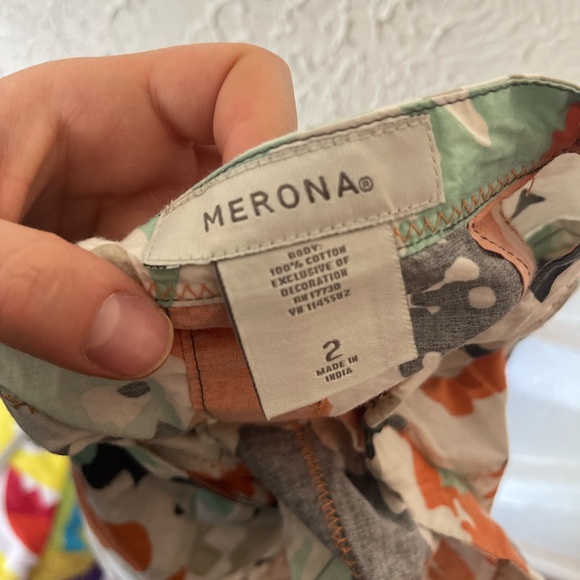 MERONA®
BODY:
100% COTTON
EXCLUSIVE OF
DECORATION
RN 17730
VN 1145582
2
MADE IN
INDIA